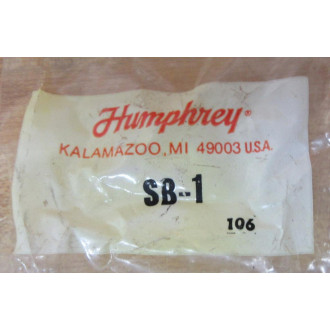 Humphrey
KALAMAZOO, MI 49003 U.S.A.
SB-1
106